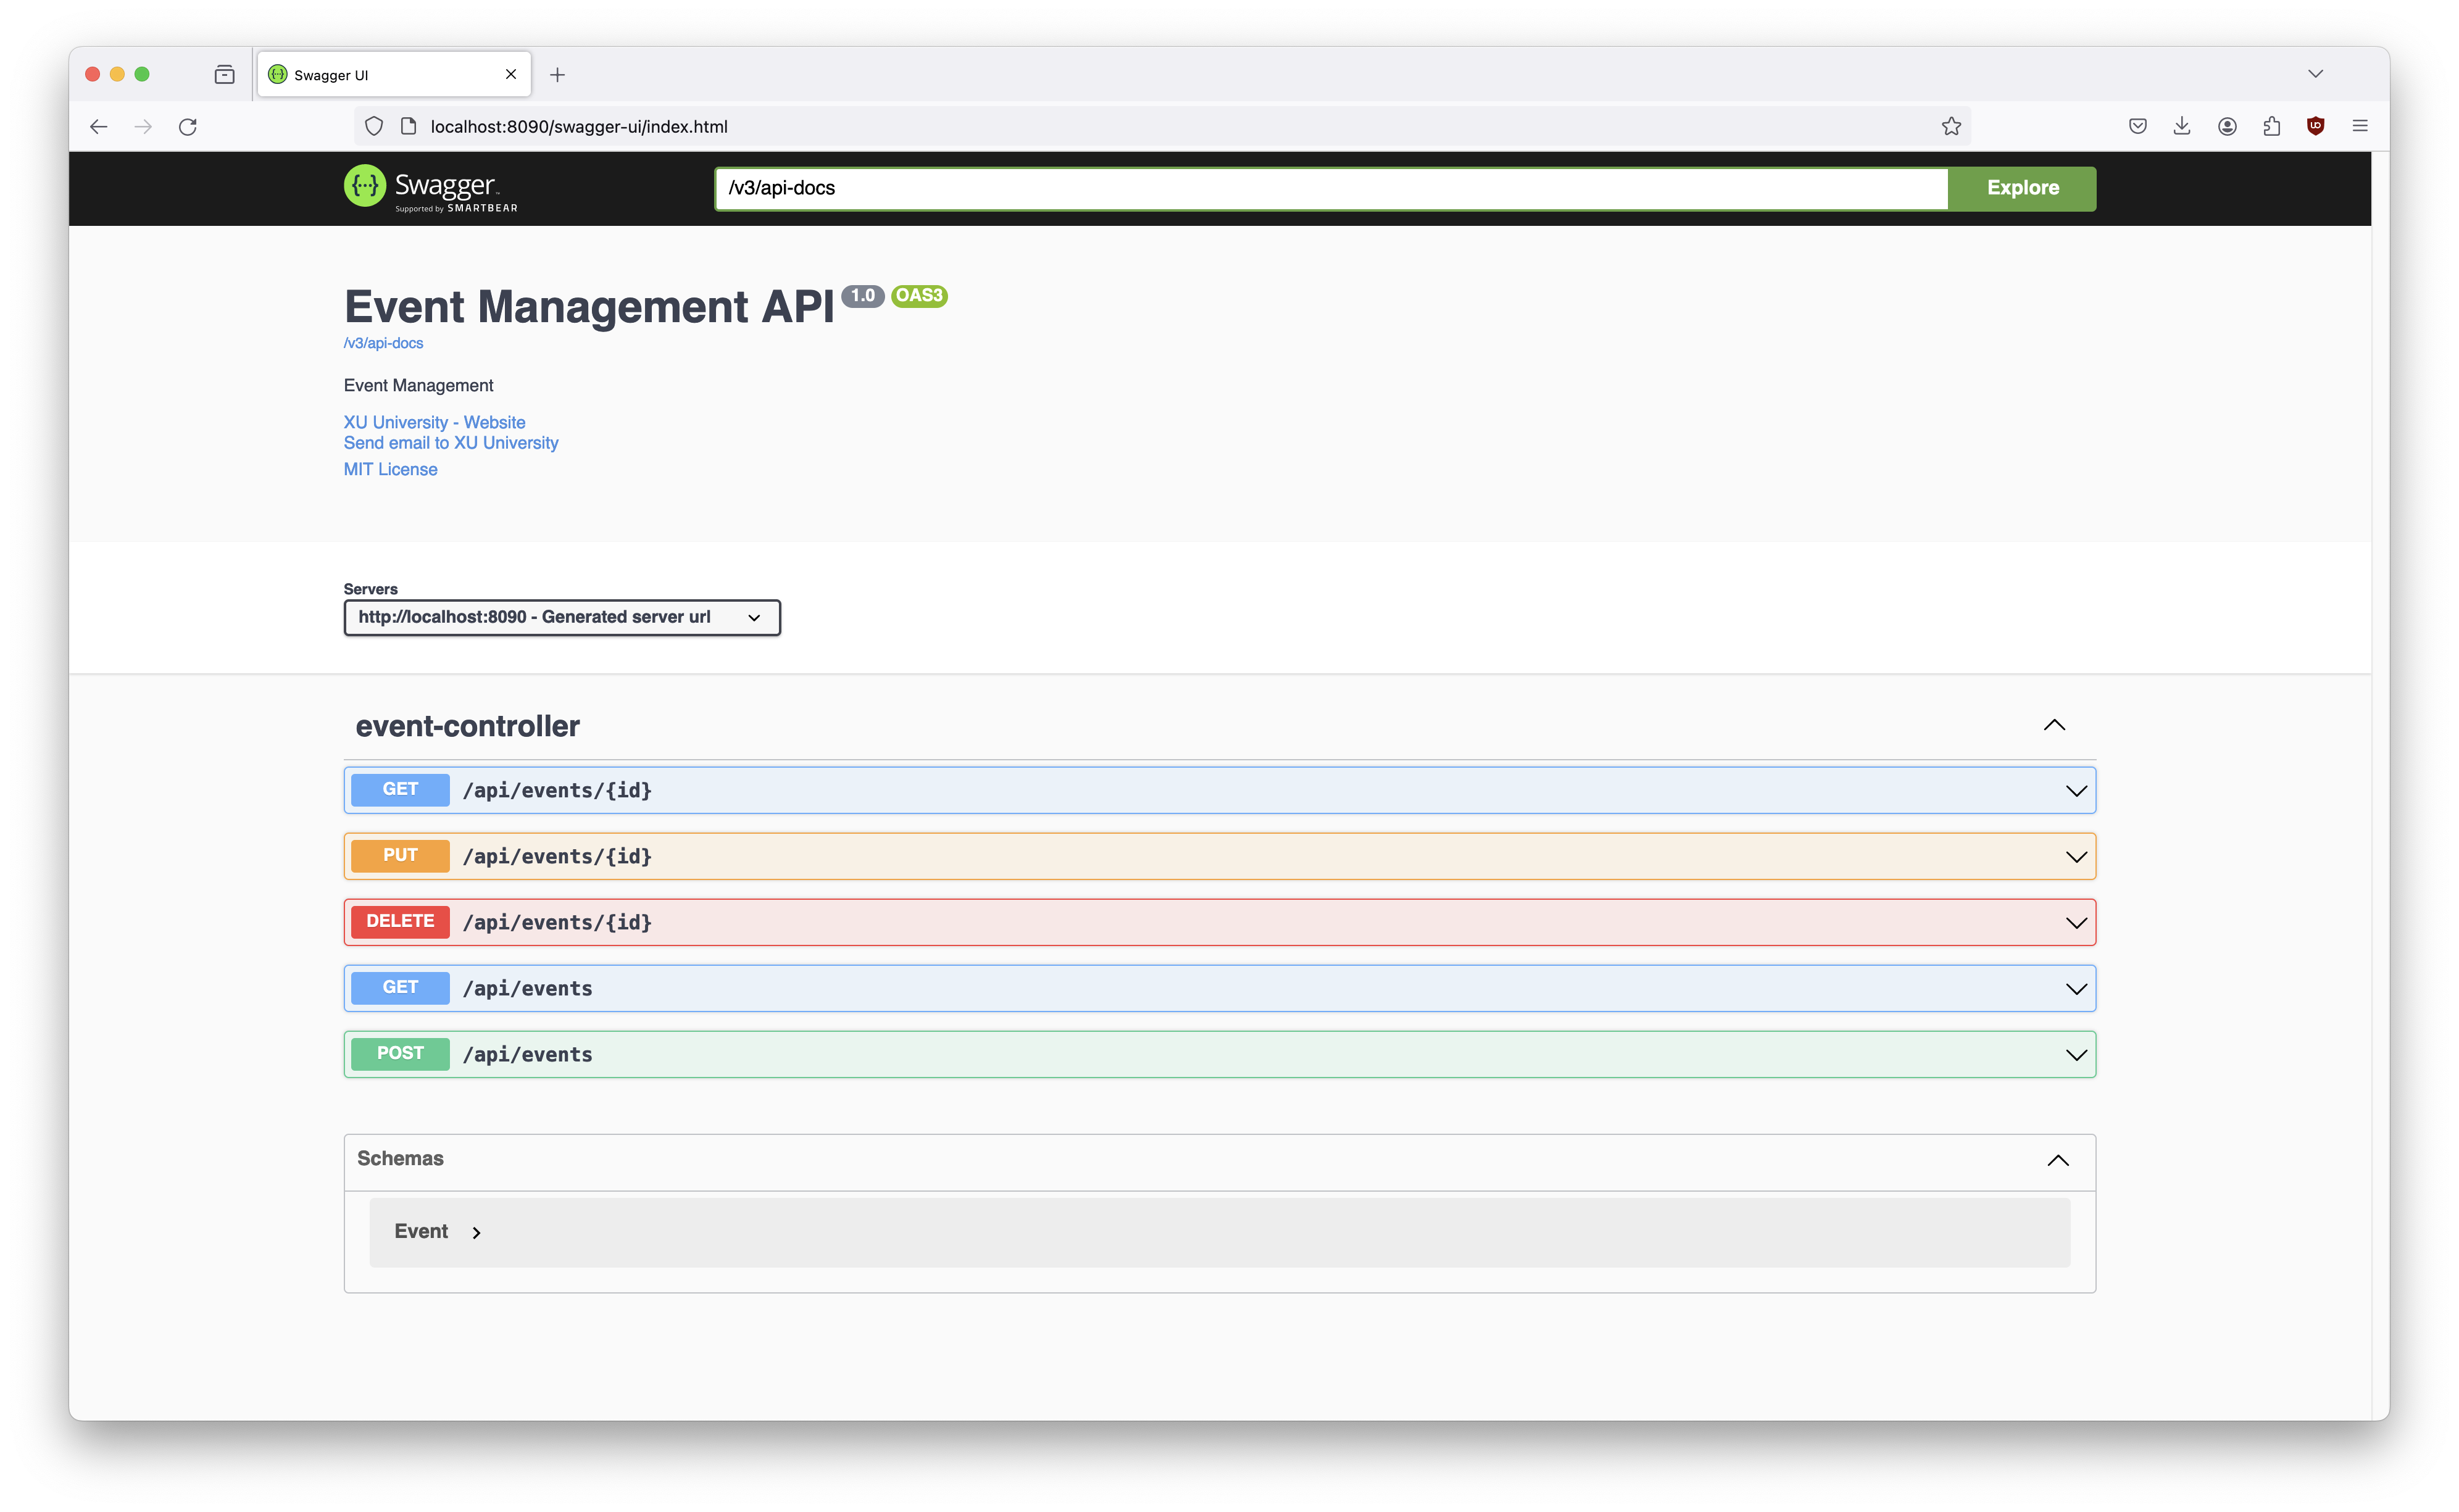 Swagger UI
localhost:8090/swagger-ui/index.html
Swagger™
Supported by SMARTBEAR
/v3/api-docs
Explore
Event Management API 1.0 OAS3
/v3/api-docs
Event Management
XU University - Website
Send email to XU University
MIT License
Servers
http://localhost:8090 - Generated server url
event-controller
GET /api/events/{id}
PUT /api/events/{id}
DELETE /api/events/{id}
GET /api/events
POST /api/events
Schemas
Event